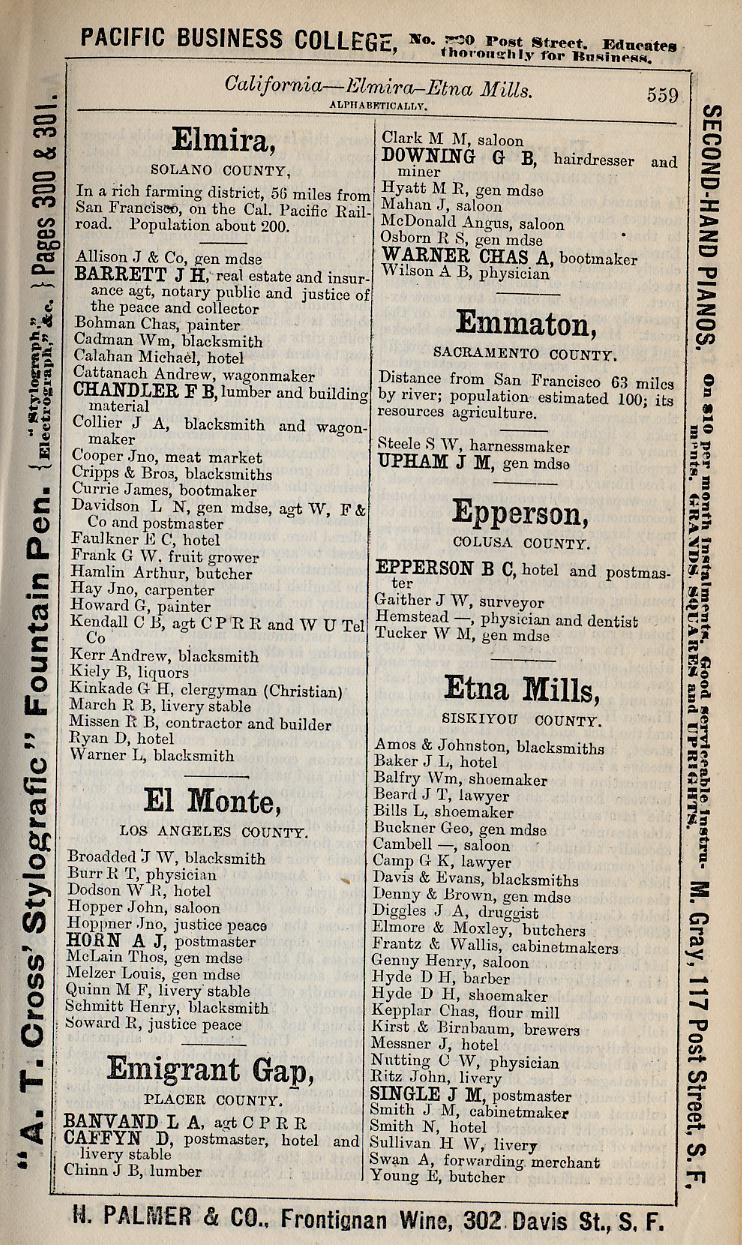 PACIFIC BUSINESS COLLEGE, No. 320 Post Street. Educates
thoroughly for Business.
California—Elmira–Etna Mills.
559
ALPHABETICALLY.
Elmira,
SOLANO COUNTY,
In a rich farming district, 56 miles from
San Francisco, on the Cal. Pacific Rail-
road. Population about 200.
Allison J & Co, gen mdse
BARRETT J H, real estate and insur-
ance agt, notary public and justice of
the peace and collector
Bohman Chas, painter
Cadman Wm, blacksmith
Calahan Michael, hotel
Cattanach Andrew, wagonmaker
CHANDLER F B, lumber and building
material
Collier J A, blacksmith and wagon-
maker
Cooper Jno, meat market
Cripps & Bros, blacksmiths
Currie James, bootmaker
Davidson L N, gen mdse, agt W, F &
Co and postmaster
Faulkner E C, hotel
Frank G W, fruit grower
Hamlin Arthur, butcher
Hay Jno, carpenter
Howard G, painter
Kendall C B, agt C P R R and W U Tel
Co
Kerr Andrew, blacksmith
Kiely B, liquors
Kinkade G H, clergyman (Christian)
March R B, livery stable
Missen R B, contractor and builder
Ryan D, hotel
Warner L, blacksmith
El Monte,
LOS ANGELES COUNTY.
Broadded J W, blacksmith
Burr R T, physician
Dodson W R, hotel
Hopper John, saloon
Hoppner Jno, justice peace
HORN A J, postmaster
McLain Thos, gen mdse
Melzer Louis, gen mdse
Quinn M F, livery stable
Schmitt Henry, blacksmith
Soward R, justice peace
Emigrant Gap,
PLACER COUNTY.
BANVAND L A, agt C P R R
CAFFYN D, postmaster, hotel and
livery stable
Chinn J B, lumber
Clark M M, saloon
DOWNING G B, hairdresser and
miner
Hyatt M R, gen mdse
Mahan J, saloon
McDonald Angus, saloon
Osborn R S, gen mdse
WARNER CHAS A, bootmaker
Wilson A B, physician
Emmaton,
SACRAMENTO COUNTY.
Distance from San Francisco 63 miles
by river; population estimated 100; its
resources agriculture.
Steele S W, harnessmaker
UPHAM J M, gen mdse
Epperson,
COLUSA COUNTY.
EPPERSON B C, hotel and postmas-
ter
Gaither J W, surveyor
Hemstead —, physician and dentist
Tucker W M, gen mdse
Etna Mills,
SISKIYOU COUNTY.
Amos & Johnston, blacksmiths
Baker J L, hotel
Balfry Wm, shoemaker
Beard J T, lawyer
Bills L, shoemaker
Buckner Geo, gen mdse
Cambell —, saloon
Camp G K, lawyer
Davis & Evans, blacksmiths
Denny & Brown, gen mdse
Diggles J A, druggist
Elmore & Moxley, butchers
Frantz & Wallis, cabinetmakers
Genny Henry, saloon
Hyde D H, barber
Hyde D H, shoemaker
Kepplar Chas, flour mill
Kirst & Birnbaum, brewers
Messner J, hotel
Nutting C W, physician
Ritz John, livery
SINGLE J M, postmaster
Smith J M, cabinetmaker
Smith N, hotel
Sullivan H W, livery
Swan A, forwarding merchant
Young E, butcher
"A. T. Cross' Stylografic" Fountain Pen. { "Stylograph," "Electrograph," &c. } Pages 300 & 301.
SECOND-HAND PIANOS. On $10 per month instalments. Good serviceable Instru-
ments. GRANDS, SQUARES and UPRIGHTS. M. Gray, 117 Post Street, S. F.
H. PALMER & CO., Frontignan Wine, 302 Davis St., S. F.